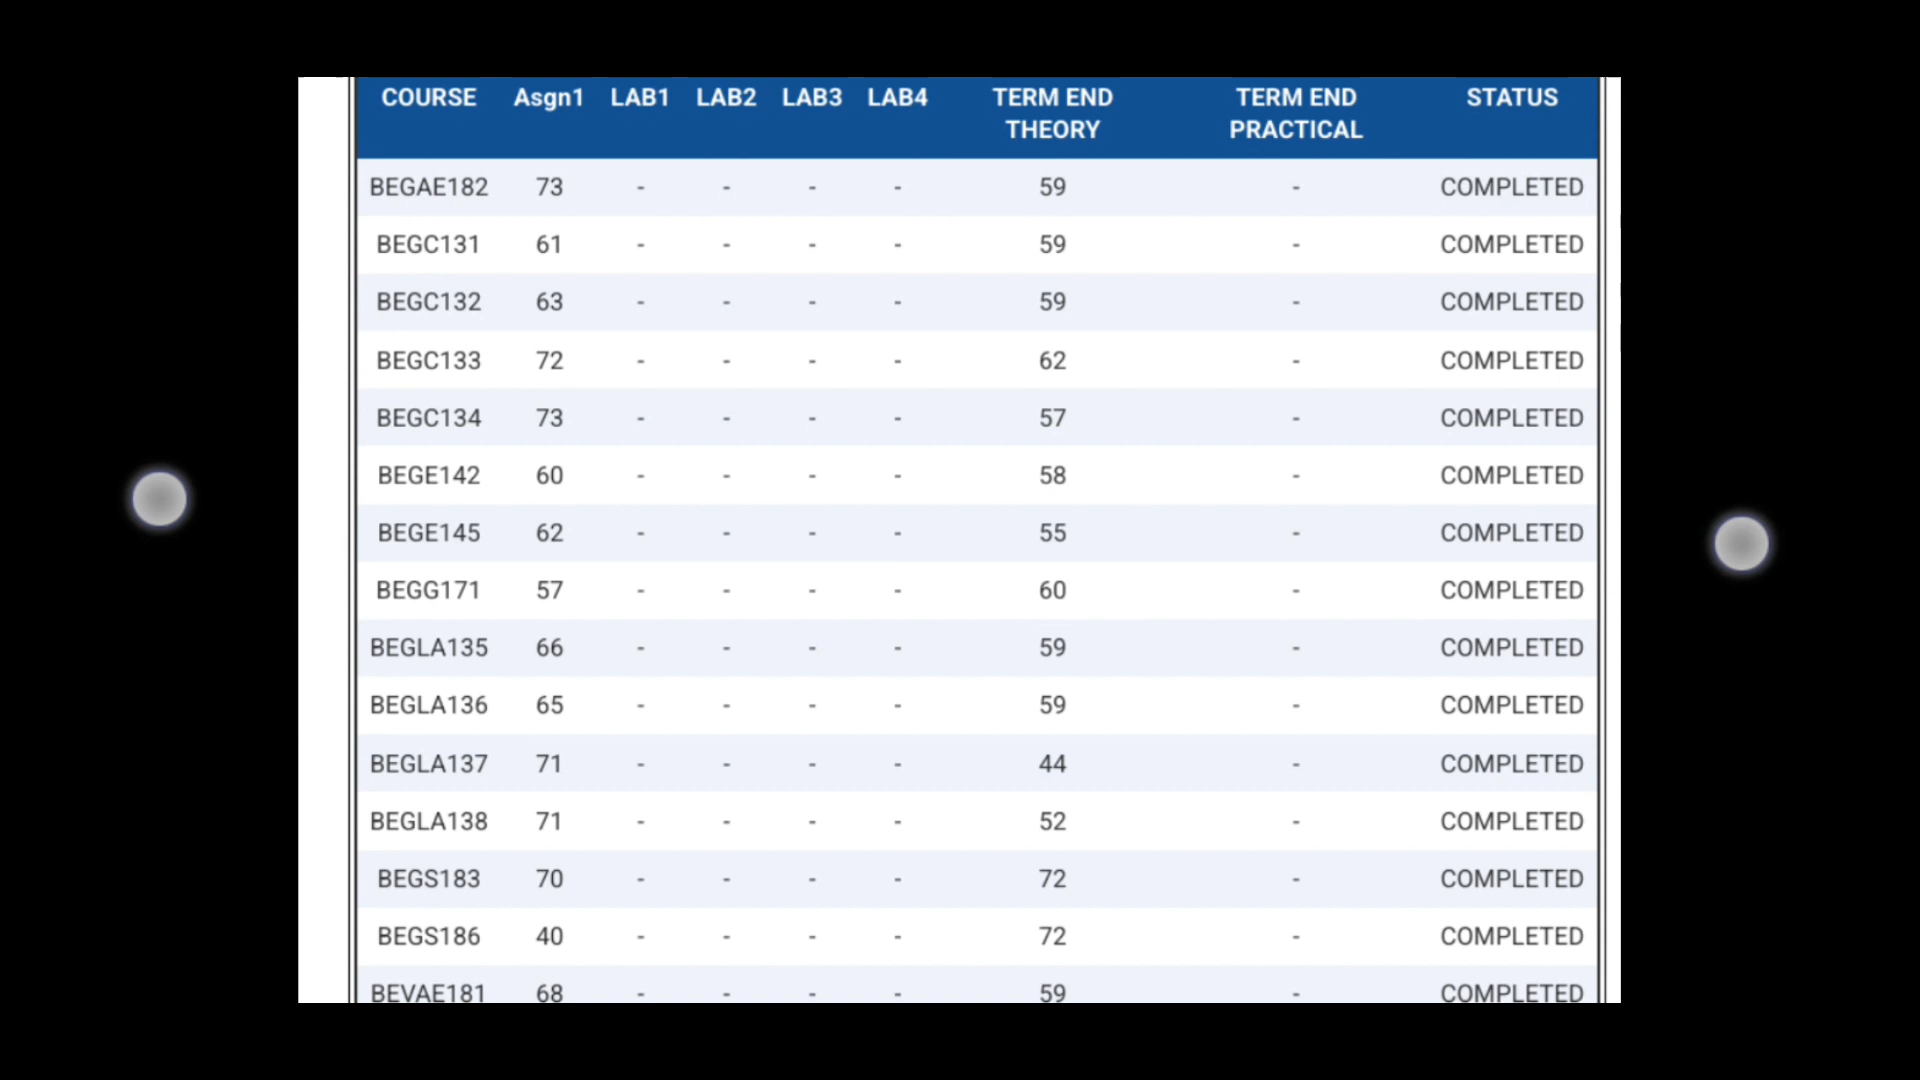 COURSE Asgn1 LAB1 LAB2 LAB3 LAB4 TERM END THEORY TERM END PRACTICAL STATUS
BEGAE182 73 - - - - 59 - COMPLETED
BEGC131 61 - - - - 59 - COMPLETED
BEGC132 63 - - - - 59 - COMPLETED
BEGC133 72 - - - - 62 - COMPLETED
BEGC134 73 - - - - 57 - COMPLETED
BEGE142 60 - - - - 58 - COMPLETED
BEGE145 62 - - - - 55 - COMPLETED
BEGG171 57 - - - - 60 - COMPLETED
BEGLA135 66 - - - - 59 - COMPLETED
BEGLA136 65 - - - - 59 - COMPLETED
BEGLA137 71 - - - - 44 - COMPLETED
BEGLA138 71 - - - - 52 - COMPLETED
BEGS183 70 - - - - 72 - COMPLETED
BEGS186 40 - - - - 72 - COMPLETED
BEVAE181 68 - - - - 59 - COMPLETED